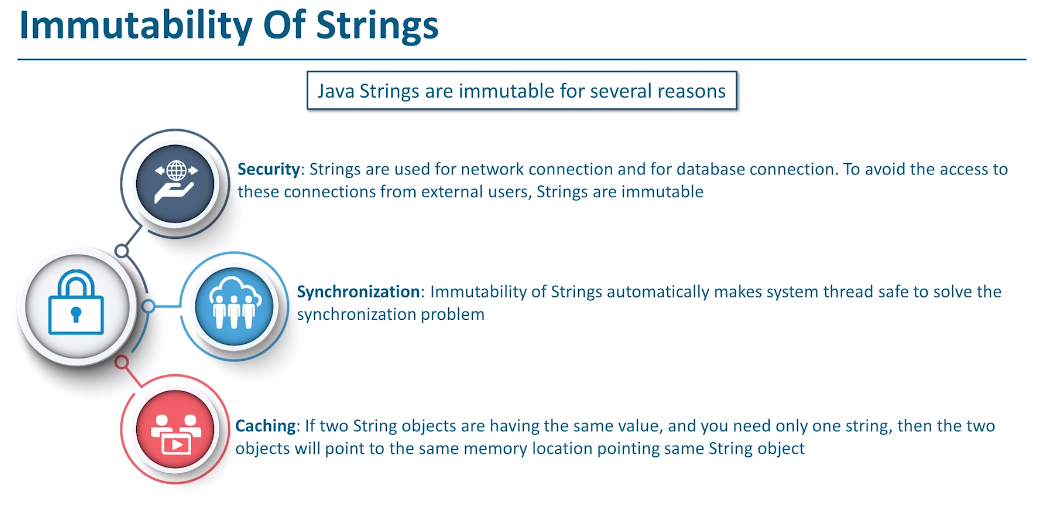 Immutability Of Strings
Java Strings are immutable for several reasons
Security: Strings are used for network connection and for database connection. To avoid the access to
these connections from external users, Strings are immutable
Synchronization: Immutability of Strings automatically makes system thread safe to solve the
synchronization problem
Caching: If two String objects are having the same value, and you need only one string, then the two
objects will point to the same memory location pointing same String object